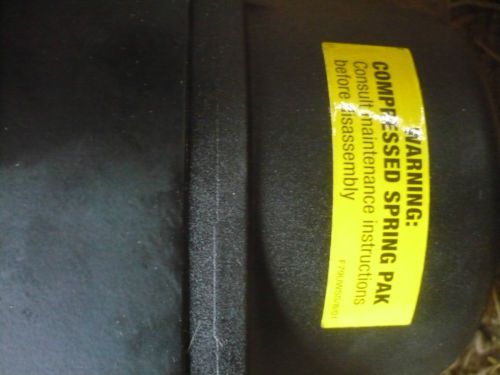 WARNING:
COMPRESSED SPRING PAK
Consult maintenance instructions
before disassembly